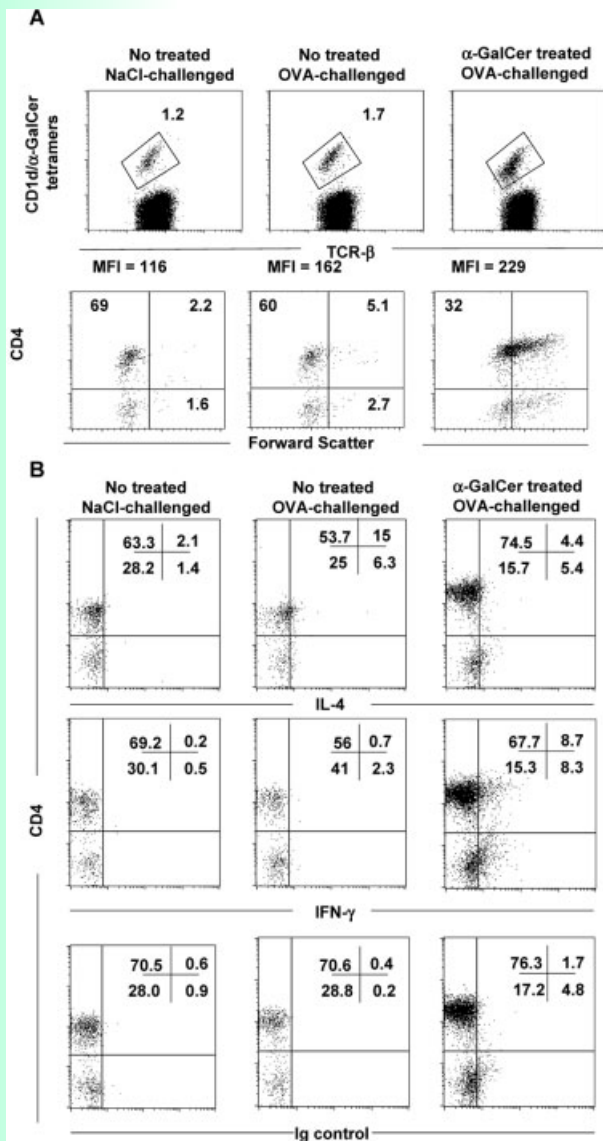 A
No treated
NaCl-challenged
No treated
OVA-challenged
α-GalCer treated
OVA-challenged
CD1d/α-GalCer
tetramers
1.2
1.7
TCR-β
MFI = 116
MFI = 162
MFI = 229
CD4
69
2.2
1.6
60
5.1
2.7
32
Forward Scatter
B
No treated
NaCl-challenged
No treated
OVA-challenged
α-GalCer treated
OVA-challenged
CD4
63.3 2.1
28.2 1.4
53.7 15
25 6.3
74.5 4.4
15.7 5.4
IL-4
69.2 0.2
30.1 0.5
56 0.7
41 2.3
67.7 8.7
15.3 8.3
IFN-γ
70.5 0.6
28.0 0.9
70.6 0.4
28.8 0.2
76.3 1.7
17.2 4.8
Ig control